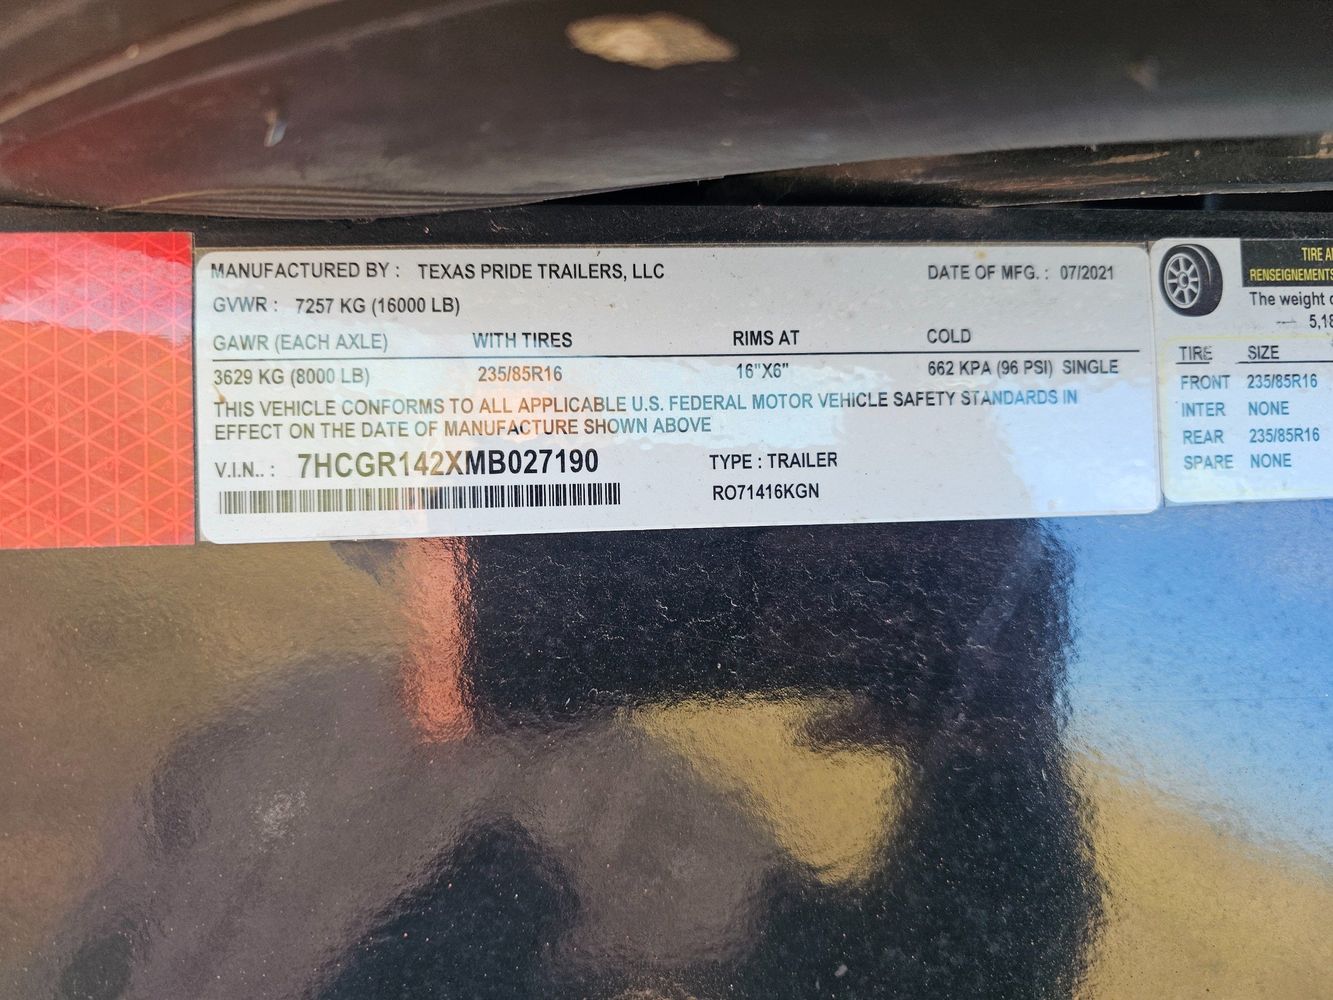 MANUFACTURED BY : TEXAS PRIDE TRAILERS, LLC DATE OF MFG. : 07/2021
GVWR : 7257 KG (16000 LB)
GAWR (EACH AXLE) WITH TIRES RIMS AT COLD
3629 KG (8000 LB) 235/85R16 16"X6" 662 KPA (96 PSI) SINGLE
THIS VEHICLE CONFORMS TO ALL APPLICABLE U.S. FEDERAL MOTOR VEHICLE SAFETY STANDARDS IN
EFFECT ON THE DATE OF MANUFACTURE SHOWN ABOVE
V.I.N.. : 7HCGR142XMB027190 TYPE : TRAILER
RO71416KGN
TIRE
RENSEIGNEMENTS
The weight
TIRE SIZE
FRONT 235/85R16
INTER NONE
REAR 235/85R16
SPARE NONE